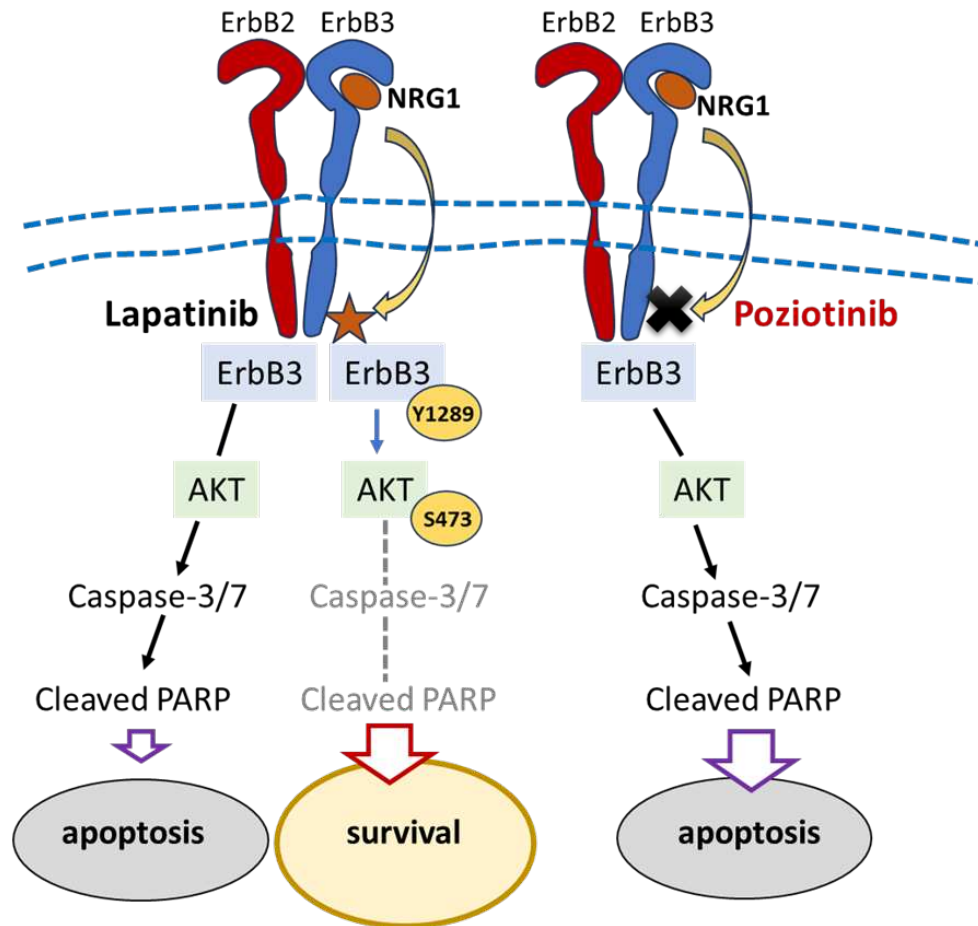 ErbB2 ErbB3
NRG1
Lapatinib
ErbB3
AKT
Caspase-3/7
Cleaved PARP
apoptosis
ErbB3
Y1289
AKT
S473
Caspase-3/7
Cleaved PARP
survival
ErbB2 ErbB3
NRG1
Poziotinib
ErbB3
AKT
Caspase-3/7
Cleaved PARP
apoptosis